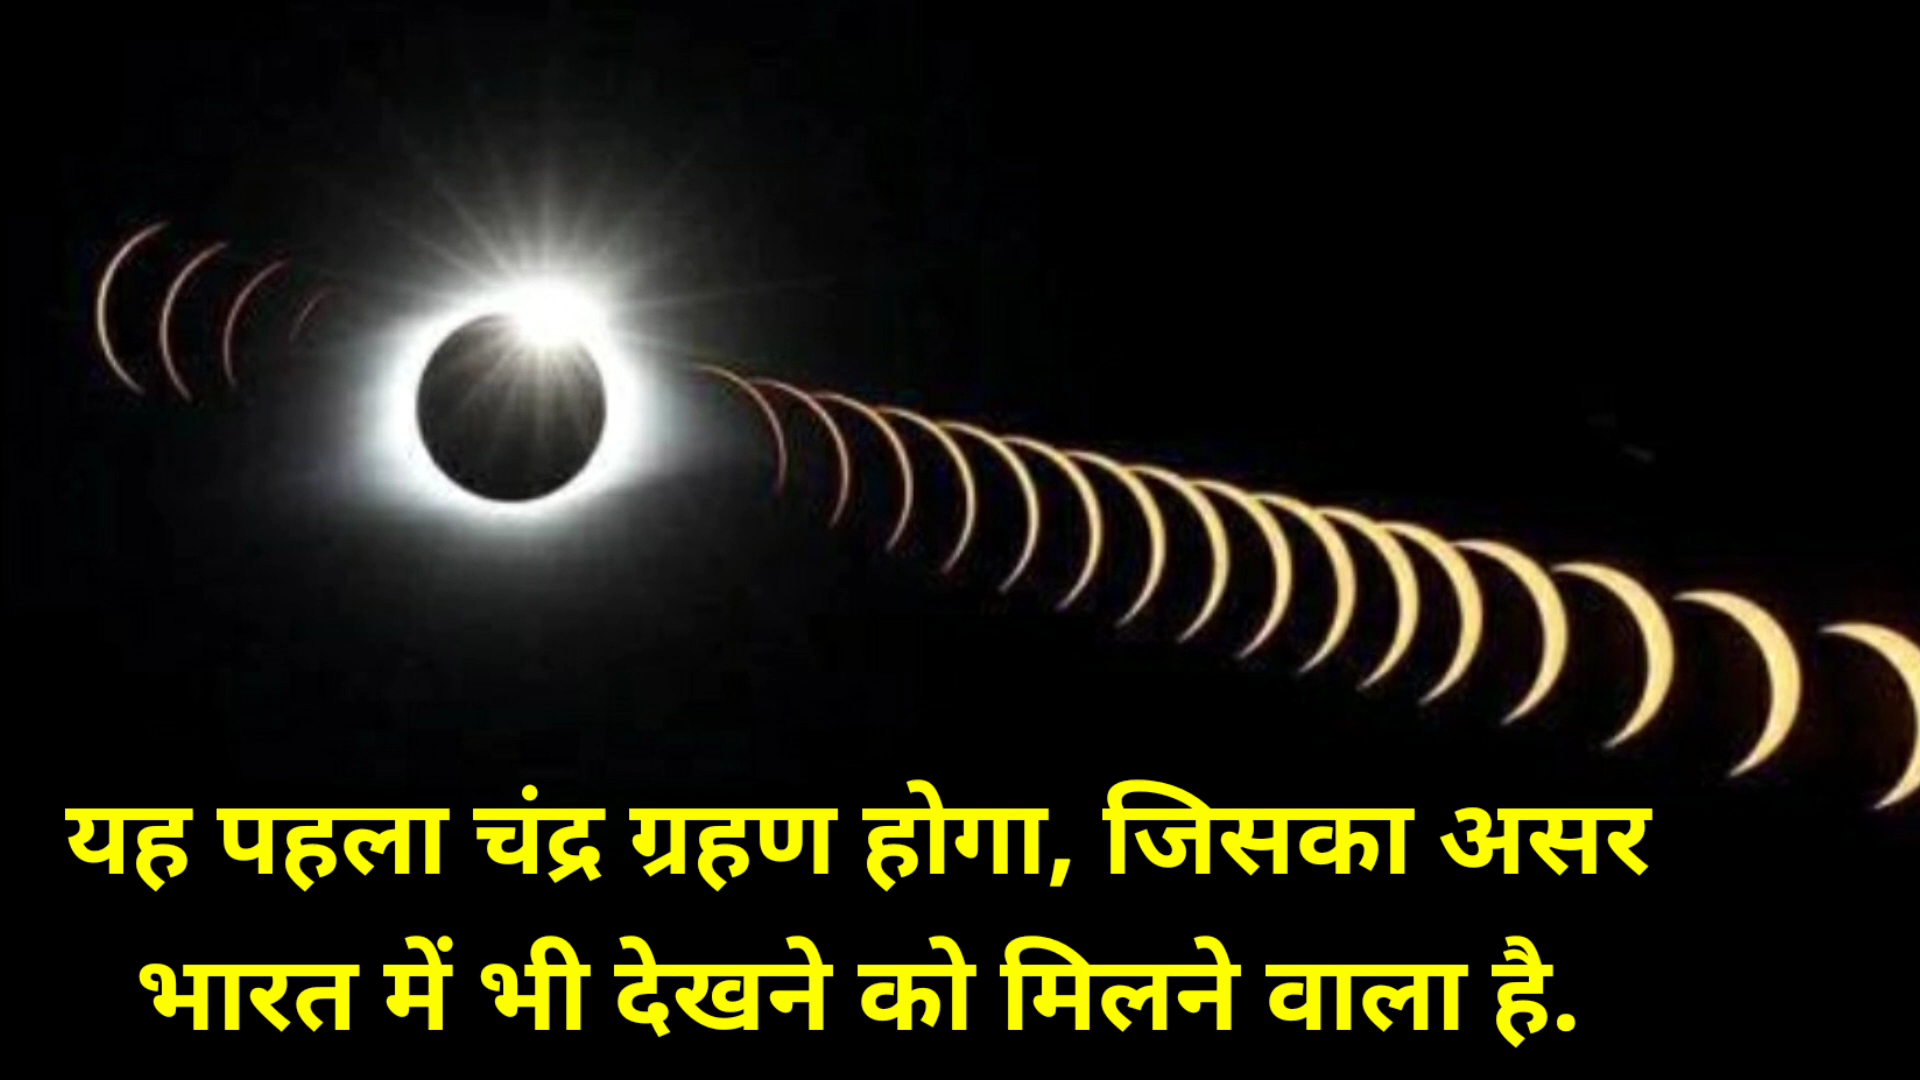 यह पहला चंद्र ग्रहण होगा, जिसका असर
भारत में भी देखने को मिलने वाला है.